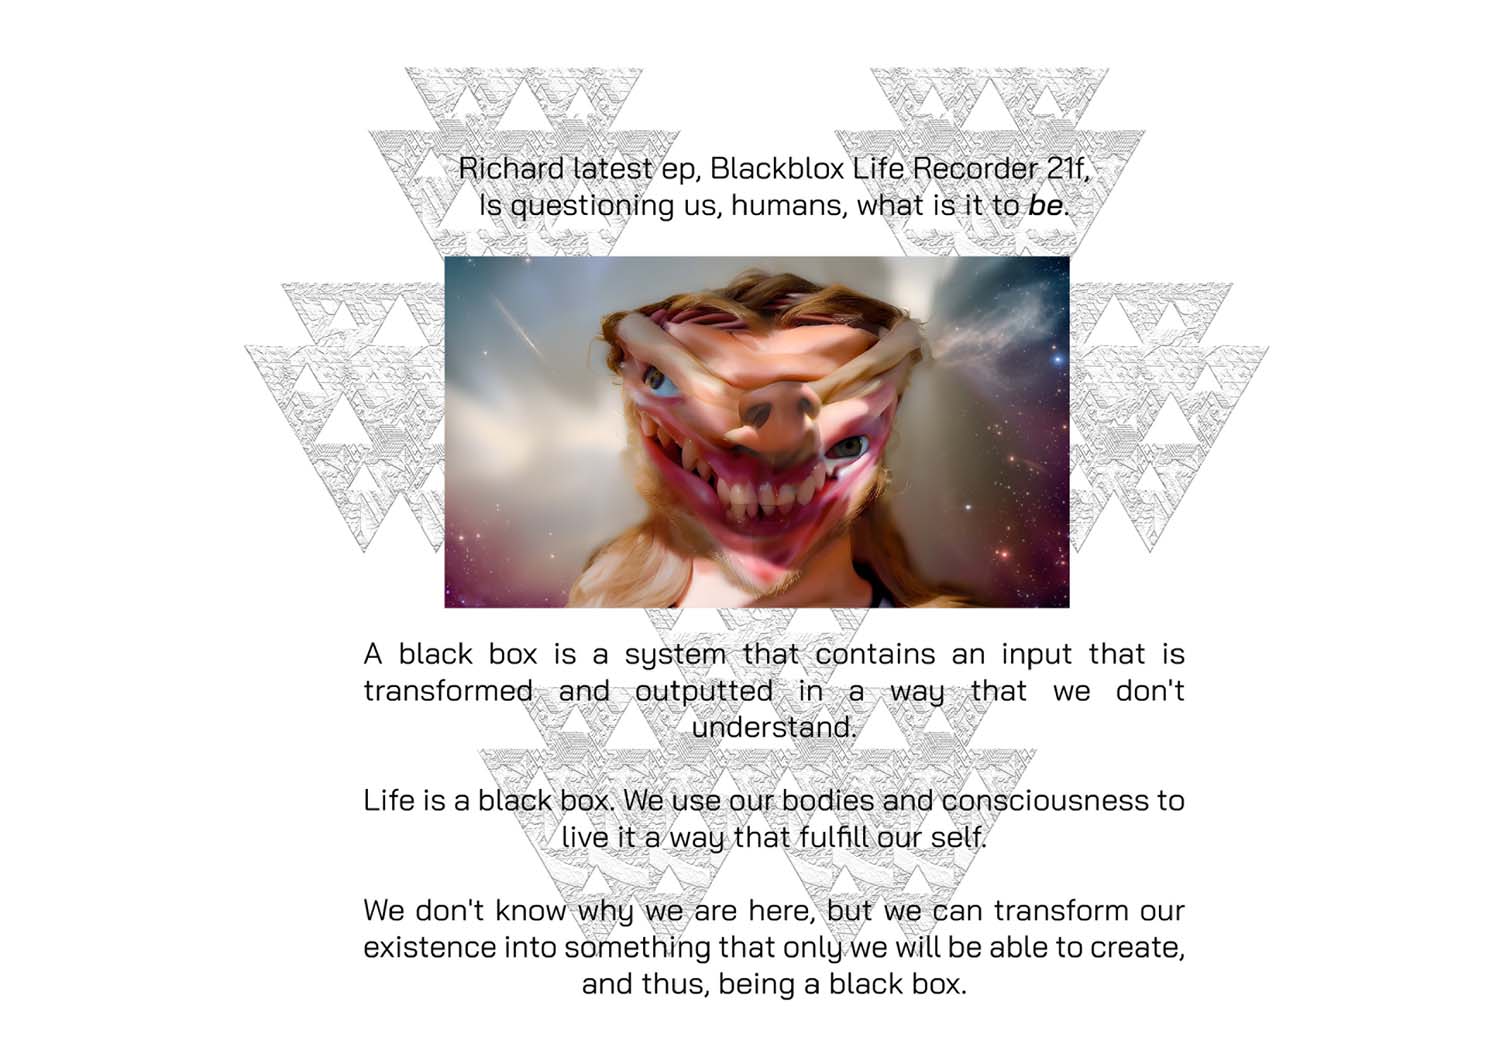 Richard latest ep, Blackblox Life Recorder 21f,
Is questioning us, humans, what is it to be.
A black box is a system that contains an input that is
transformed and outputted in a way that we don't
understand.
Life is a black box. We use our bodies and consciousness to
live it a way that fulfill our self.
We don't know why we are here, but we can transform our
existence into something that only we will be able to create,
and thus, being a black box.